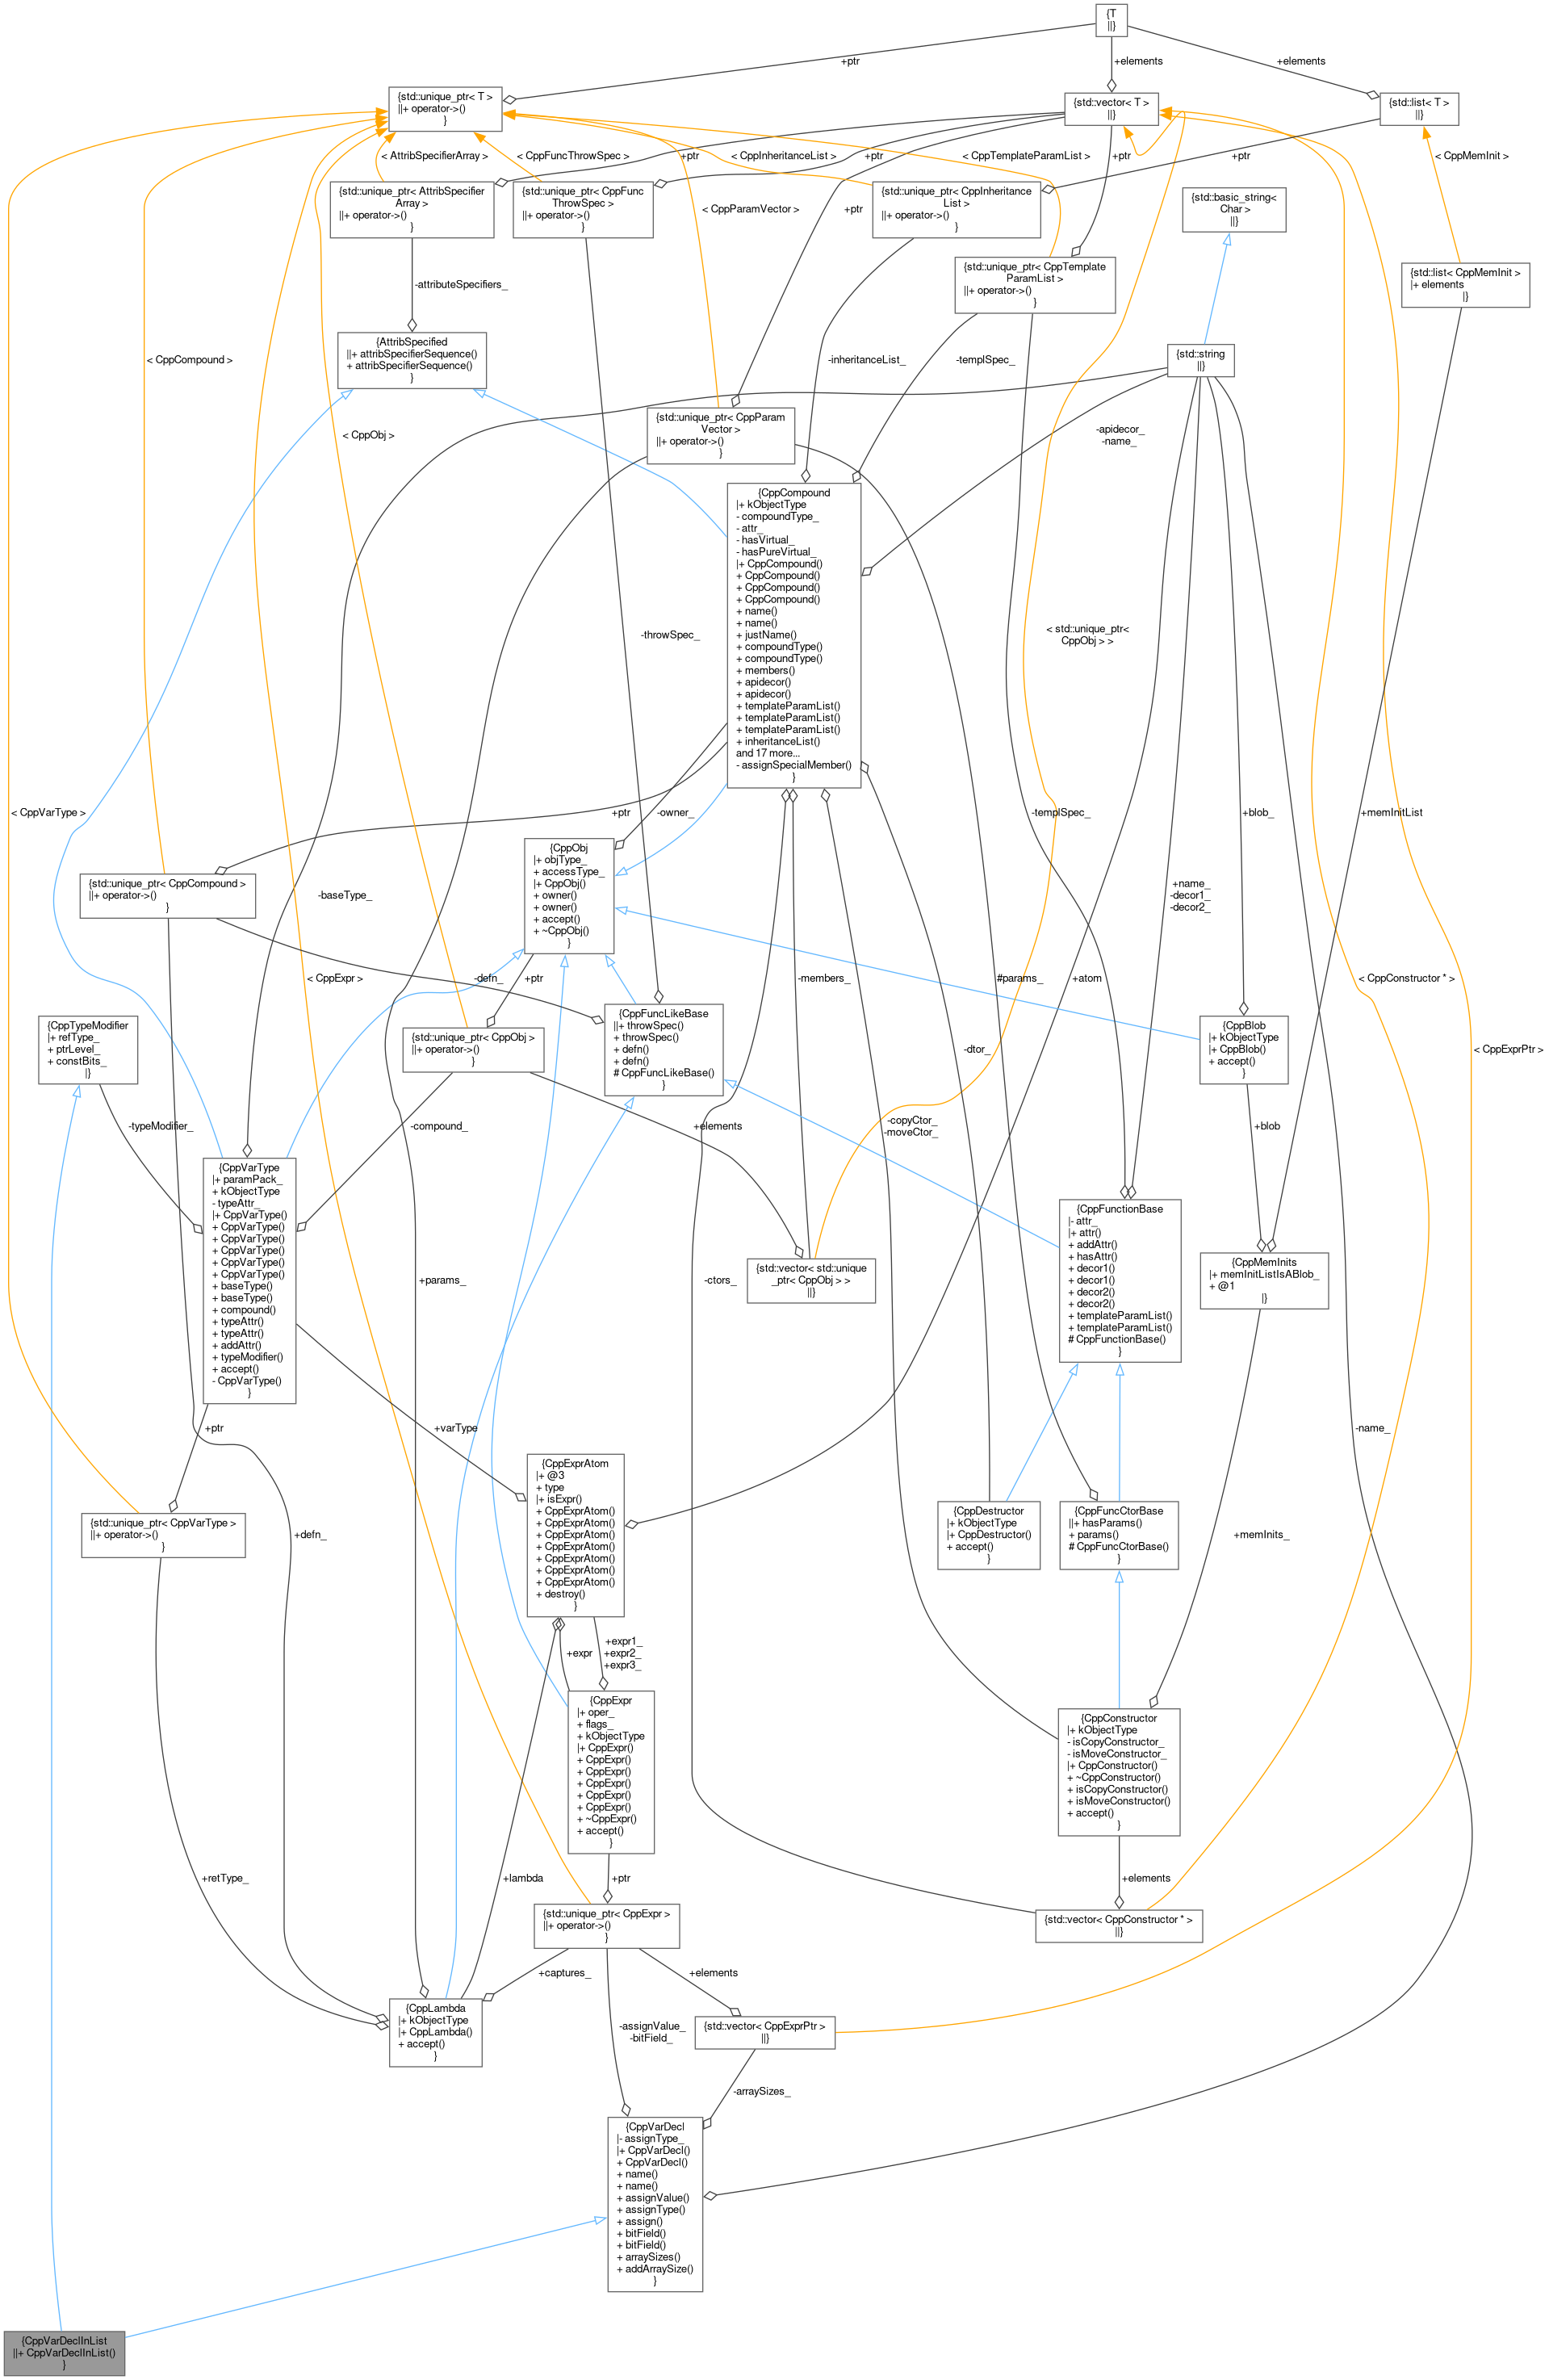 {T
||}
+ptr
+elements
+elements
{std::unique_ptr< T >
||+ operator->()
}
{std::vector< T >
||}
{std::list< T >
||}
< AttribSpecifierArray >
< CppFuncThrowSpec >
+ptr
< CppInheritanceList >
+ptr
< CppTemplateParamList >
+ptr
+ptr
< CppMemInit >
{std::unique_ptr< AttribSpecifier
Array >
||+ operator->()
}
{std::unique_ptr< CppFunc
ThrowSpec >
||+ operator->()
}
{std::unique_ptr< CppInheritance
List >
||+ operator->()
}
{std::basic_string<
Char >
||}
< CppParamVector >
+ptr
{std::unique_ptr< CppTemplate
ParamList >
||+ operator->()
}
{std::list< CppMemInit >
|+ elements
|}
-attributeSpecifiers_
{AttribSpecified
||+ attribSpecifierSequence()
+ attribSpecifierSequence()
}
< CppCompound >
-inheritanceList_
-templSpec_
{std::string
||}
< CppObj >
{std::unique_ptr< CppParam
Vector >
||+ operator->()
}
-apidecor_
-name_
{CppCompound
|+ kObjectType
- compoundType_
- attr_
- hasVirtual_
- hasPureVirtual_
|+ CppCompound()
+ CppCompound()
+ CppCompound()
+ CppCompound()
+ name()
+ name()
+ justName()
+ compoundType()
+ compoundType()
+ members()
+ apidecor()
+ apidecor()
+ templateParamList()
+ templateParamList()
+ templateParamList()
+ inheritanceList()
and 17 more...
- assignSpecialMember()
}
-throwSpec_
< std::unique_ptr<
CppObj > >
< CppVarType >
+ptr
-owner_
-templSpec_
+blob_
+memInitList
{CppObj
|+ objType_
+ accessType_
|+ CppObj()
+ owner()
+ owner()
+ accept()
+ ~CppObj()
}
{std::unique_ptr< CppCompound >
||+ operator->()
}
-baseType_
+name_
-decor1_
-decor2_
< CppExpr >
-defn_
+ptr
-members_
#params_
+atom
< CppConstructor * >
{CppTypeModifier
|+ refType_
+ ptrLevel_
+ constBits_
|}
{std::unique_ptr< CppObj >
||+ operator->()
}
{CppFuncLikeBase
||+ throwSpec()
+ throwSpec()
+ defn()
+ defn()
# CppFuncLikeBase()
}
-dtor_
{CppBlob
|+ kObjectType
|+ CppBlob()
+ accept()
}
< CppExprPtr >
-typeModifier_
-compound_
+elements
-copyCtor_
-moveCtor_
+blob
{CppVarType
|+ paramPack_
+ kObjectType
- typeAttr_
|+ CppVarType()
+ CppVarType()
+ CppVarType()
+ CppVarType()
+ CppVarType()
+ CppVarType()
+ baseType()
+ baseType()
+ compound()
+ typeAttr()
+ typeAttr()
+ addAttr()
+ typeModifier()
+ accept()
- CppVarType()
}
+params_
-ctors_
{std::vector< std::unique
_ptr< CppObj > >
||}
{CppFunctionBase
|- attr_
|+ attr()
+ addAttr()
+ hasAttr()
+ decor1()
+ decor1()
+ decor2()
+ decor2()
+ templateParamList()
+ templateParamList()
# CppFunctionBase()
}
{CppMemInits
|+ memInitListIsABlob_
+ @1
|}
+ptr
+varType
-name_
{CppExprAtom
|+ @3
+ type
|+ isExpr()
+ CppExprAtom()
+ CppExprAtom()
+ CppExprAtom()
+ CppExprAtom()
+ CppExprAtom()
+ CppExprAtom()
+ CppExprAtom()
+ destroy()
}
{std::unique_ptr< CppVarType >
||+ operator->()
}
+defn_
{CppDestructor
|+ kObjectType
|+ CppDestructor()
+ accept()
}
{CppFuncCtorBase
||+ hasParams()
+ params()
# CppFuncCtorBase()
}
+memInits_
+expr
+expr1_
+expr2_
+expr3_
{CppExpr
|+ oper_
+ flags_
+ kObjectType
|+ CppExpr()
+ CppExpr()
+ CppExpr()
+ CppExpr()
+ CppExpr()
+ CppExpr()
+ ~CppExpr()
+ accept()
}
{CppConstructor
|+ kObjectType
- isCopyConstructor_
- isMoveConstructor_
|+ CppConstructor()
+ ~CppConstructor()
+ isCopyConstructor()
+ isMoveConstructor()
+ accept()
}
+retType_
+lambda
+ptr
+elements
{std::unique_ptr< CppExpr >
||+ operator->()
}
{std::vector< CppConstructor * >
||}
+captures_
+elements
{CppLambda
|+ kObjectType
|+ CppLambda()
+ accept()
}
-assignValue_
-bitField_
{std::vector< CppExprPtr >
||}
-arraySizes_
{CppVarDecl
|- assignType_
|+ CppVarDecl()
+ CppVarDecl()
+ name()
+ name()
+ assignValue()
+ assignType()
+ assign()
+ bitField()
+ bitField()
+ arraySizes()
+ addArraySize()
}
{CppVarDeclInList
||+ CppVarDeclInList()
}